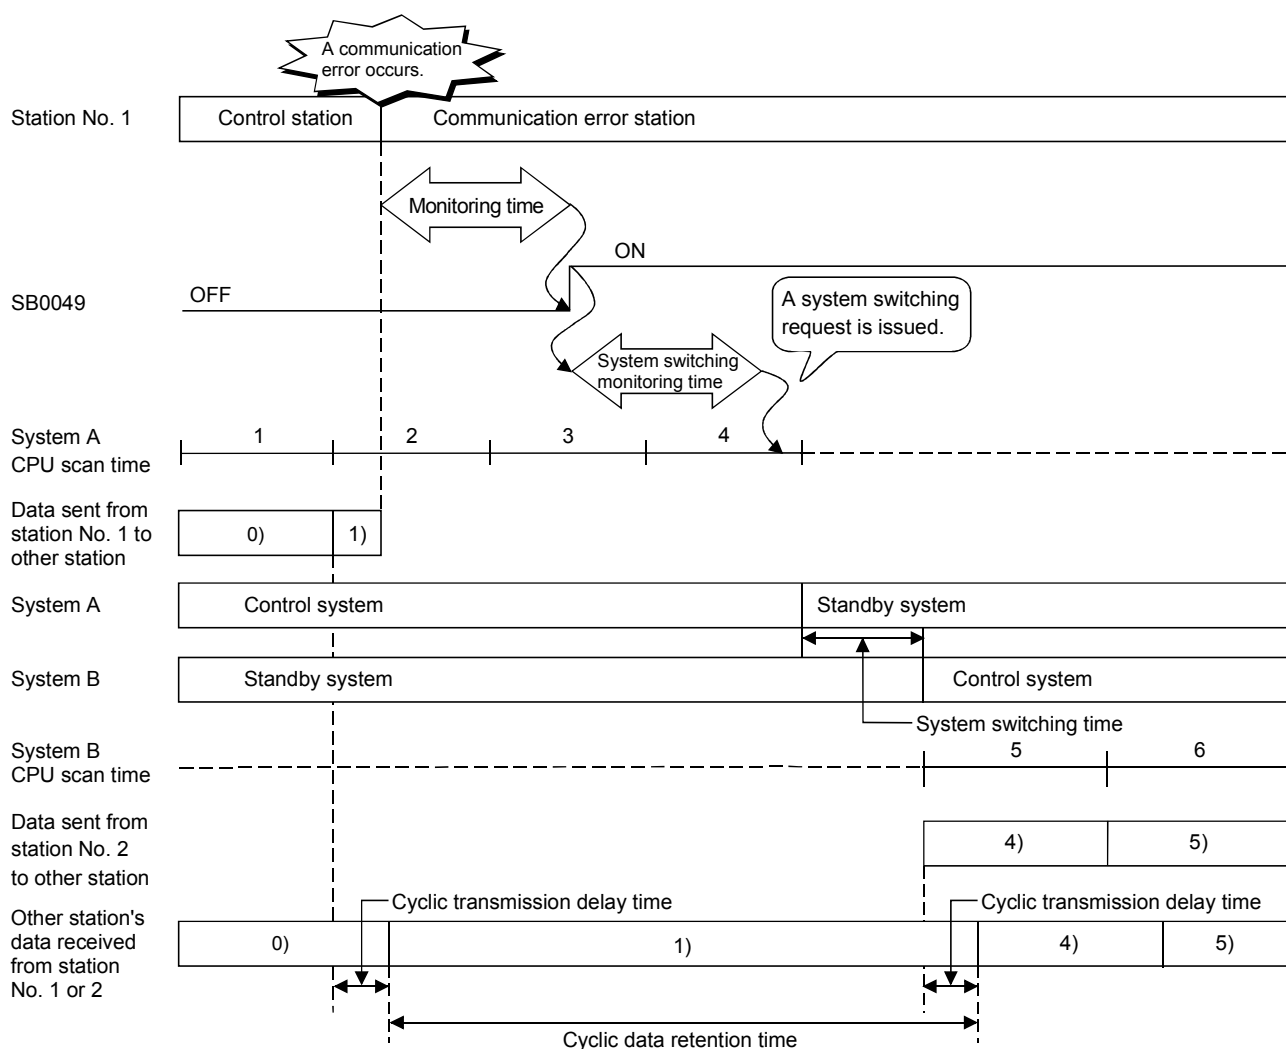 A communication
error occurs.
Station No. 1
Control station
Communication error station
Monitoring time
ON
SB0049
OFF
A system switching
request is issued.
System switching
monitoring time
System A
CPU scan time
1
2
3
4
Data sent from
station No. 1 to
other station
0)
1)
System A
Control system
Standby system
System B
Standby system
Control system
System switching time
System B
CPU scan time
5
6
Data sent from
station No. 2
to other station
4)
5)
Cyclic transmission delay time
Cyclic transmission delay time
Other station's
data received
from station
No. 1 or 2
0)
1)
4)
5)
Cyclic data retention time